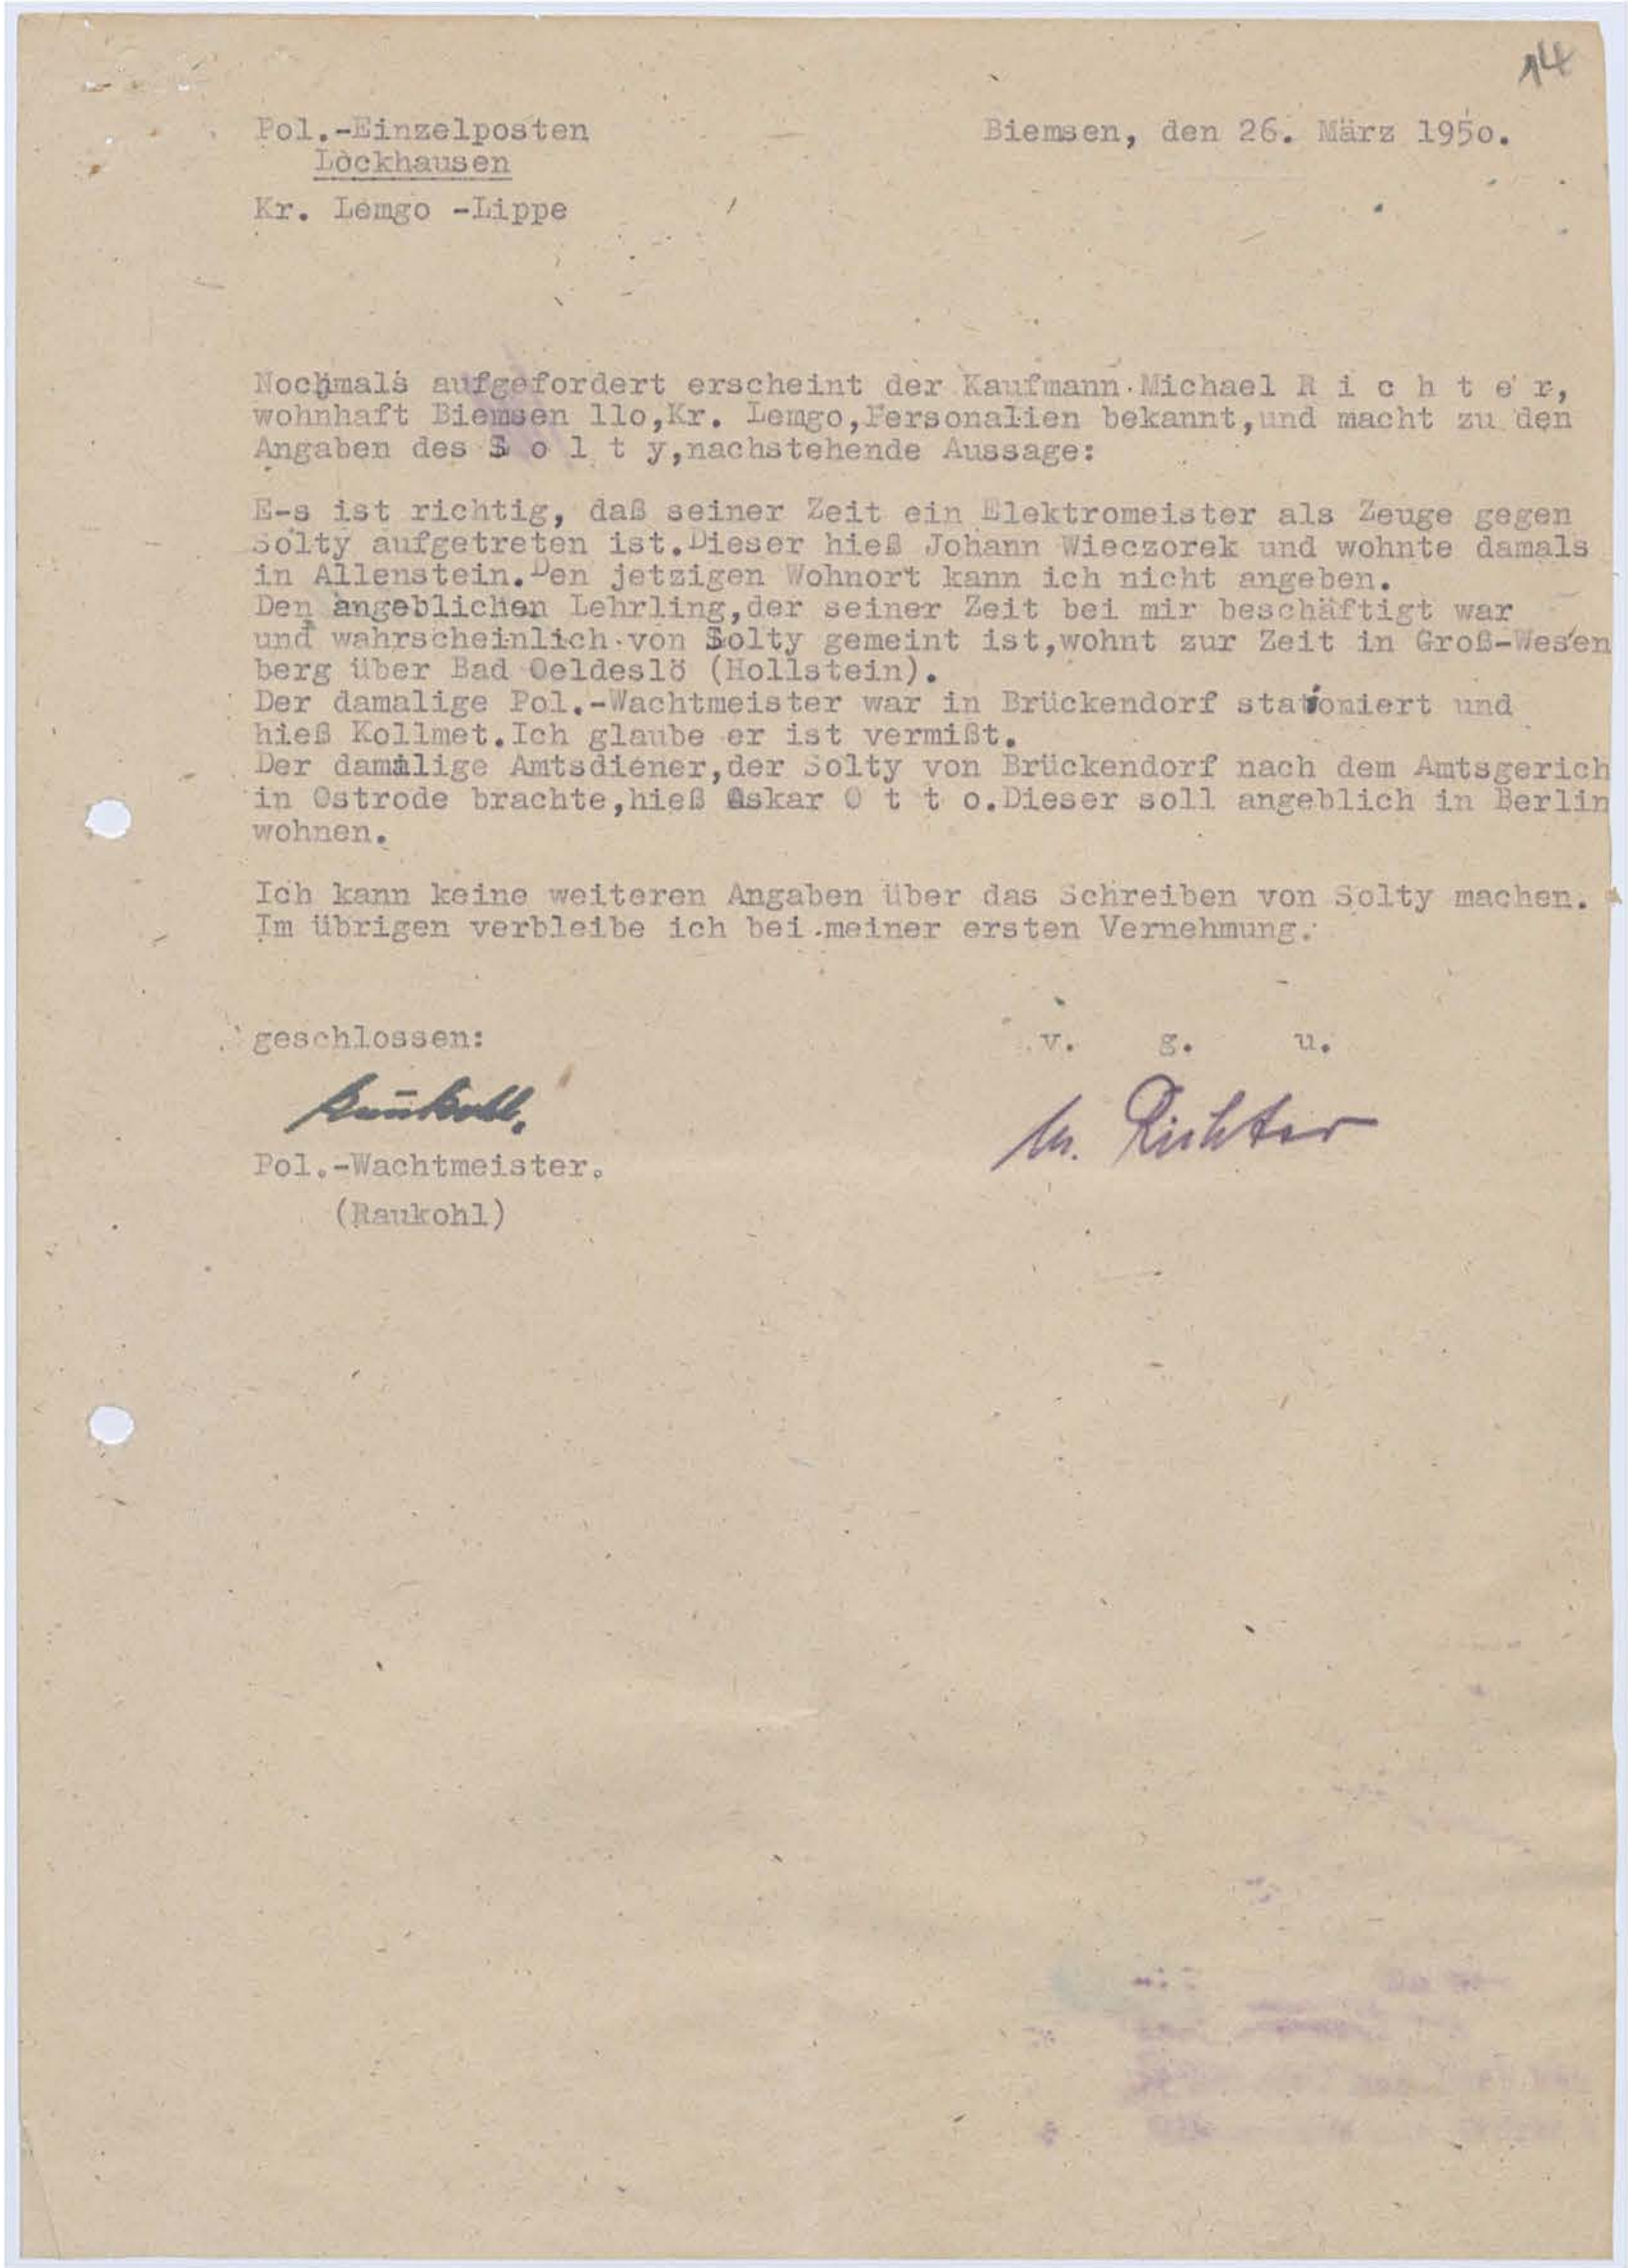 14
Pol.-Einzelposten Biemsen, den 26. März 195o.
Lockhausen
Kr. Lemgo -Lippe
Nochmals aufgefordert erscheint der Kaufmann Michael R i c h t e r,
wohnhaft Biemsen 11o,Kr. Lemgo,Personalien bekannt,und macht zu den
Angaben des S o l t y,nachstehende Aussage:
E-s ist richtig, daß seiner Zeit ein Elektromeister als Zeuge gegen
Solty aufgetreten ist.Dieser hieß Johann Wieczorek und wohnte damals
in Allenstein.Den jetzigen Wohnort kann ich nicht angeben.
Den angeblichen Lehrling,der seiner Zeit bei mir beschäftigt war
und wahrscheinlich von Solty gemeint ist,wohnt zur Zeit in Groß-Wesen
berg über Bad Oeldeslö (Hollstein).
Der damalige Pol.-Wachtmeister war in Brückendorf stationiert und
hieß Kollmet.Ich glaube er ist vermißt.
Der damalige Amtsdiener,der Solty von Brückendorf nach dem Amtsgerich
in Ostrode brachte,hieß Oskar O t t o.Dieser soll angeblich in Berlin
wohnen.
Ich kann keine weiteren Angaben über das Schreiben von Solty machen.
Im übrigen verbleibe ich bei meiner ersten Vernehmung.
geschlossen: v. g. u.
Raukohl. M. Richter
Pol.-Wachtmeister.
(Raukohl)